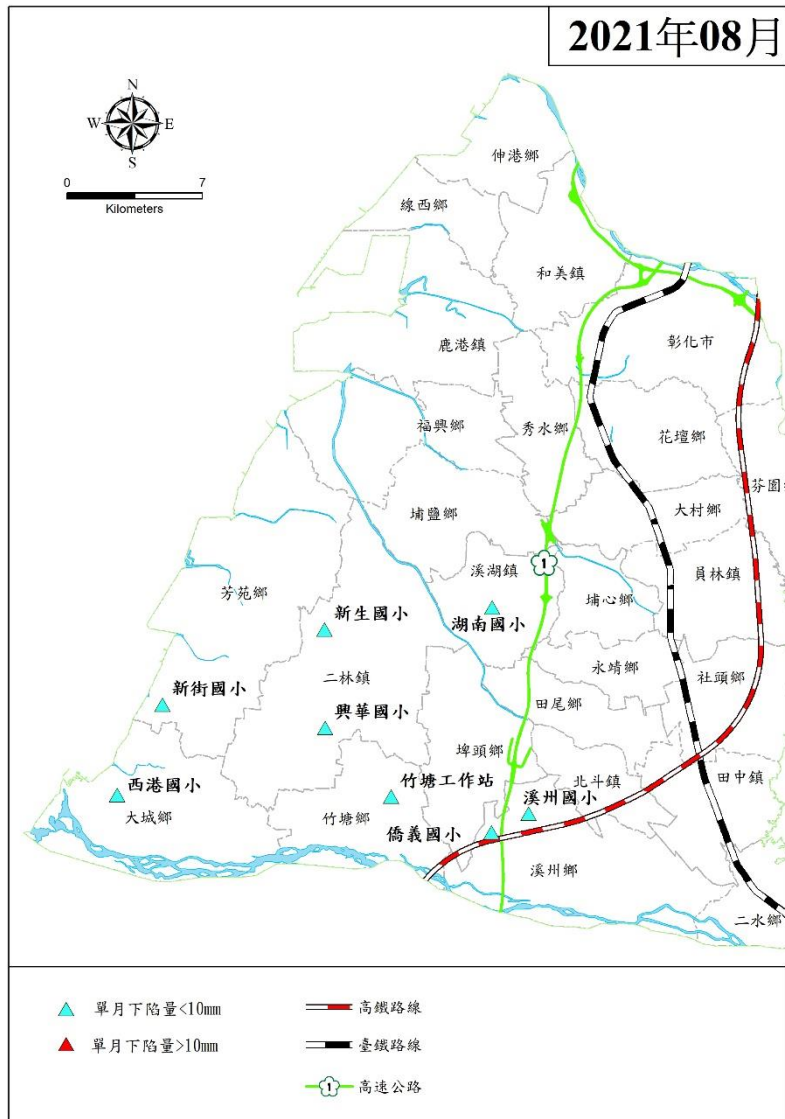 2021年08月
N
W E
S
0 7
Kilometers
伸港鄉
線西鄉
和美鎮
鹿港鎮
彰化市
福興鄉
秀水鄉
花壇鄉
芬園
大村鄉
埔鹽鄉
溪湖鎮
1
員林鎮
芳苑鄉
埔心鄉
新生國小
湖南國小
永靖鄉
二林鎮
社頭鄉
新街國小
田尾鄉
興華國小
埤頭鄉
北斗鎮
田中鎮
西港國小
竹塘工作站
溪州國小
大城鄉
竹塘鄉
僑義國小
溪州鄉
二水鄉
單月下陷量<10mm
高鐵路線
單月下陷量>10mm
臺鐵路線
1
高速公路